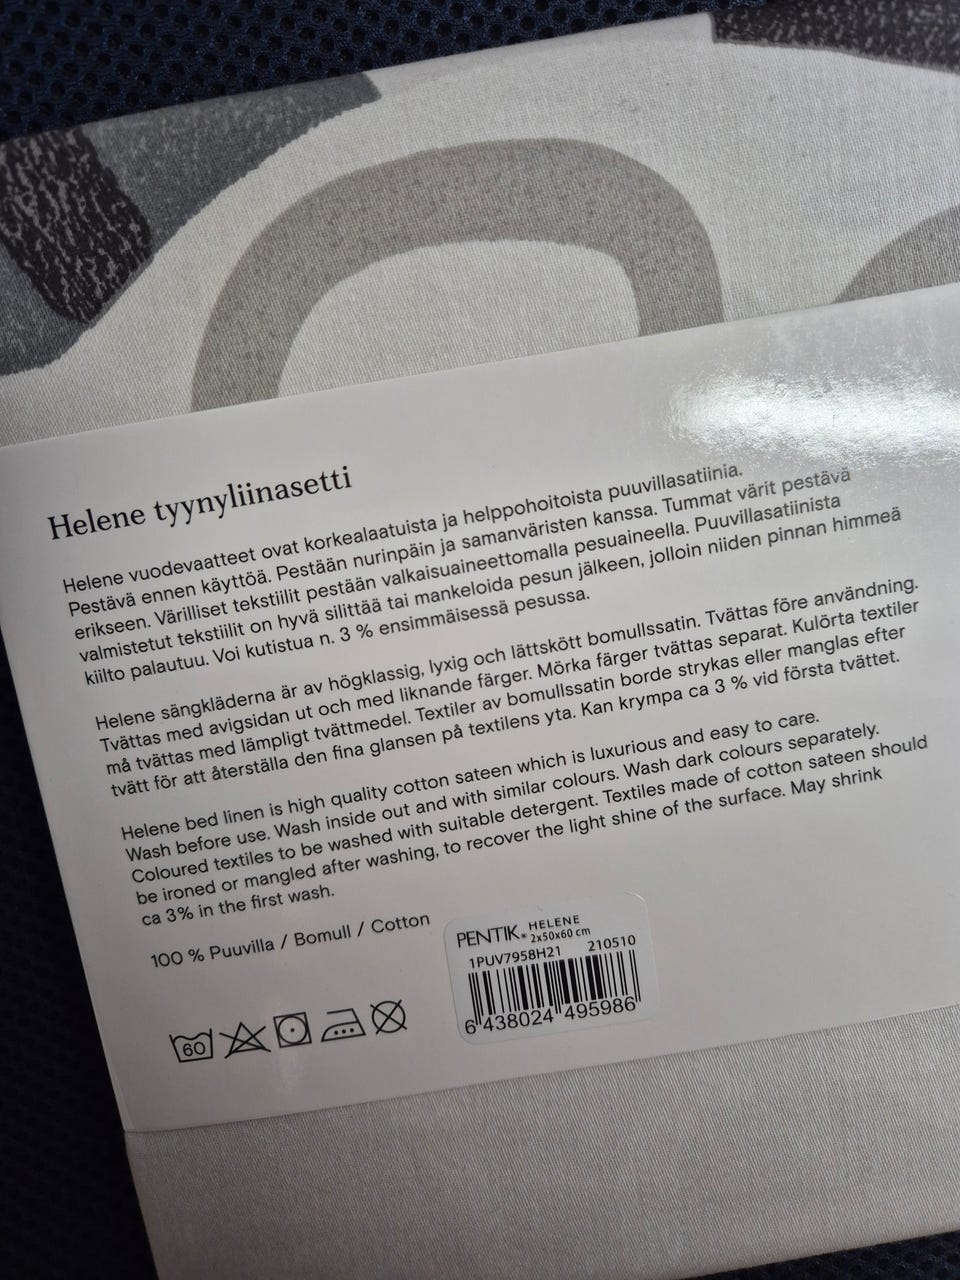 Helene tyynyliinasetti
Helene vuodevaatteet ovat korkealaatuista ja helppohoitoista puuvillasatiinia.
Pestävä ennen käyttöä. Pestään nurinpäin ja samanväristen kanssa. Tummat värit pestävä
erikseen. Värilliset tekstiilit pestään valkaisuaineettomalla pesuaineella. Puuvillasatiinista
valmistetut tekstiilit on hyvä silittää tai mankeloida pesun jälkeen, jolloin niiden pinnan himmeä
kiilto palautuu. Voi kutistua n. 3 % ensimmäisessä pesussa.
Helene sängkläderna är av högklassig, lyxig och lättskött bomullssatin. Tvättas före användning.
Tvättas med avigsidan ut och med liknande färger. Mörka färger tvättas separat. Kulörta textiler
må tvättas med lämpligt tvättmedel. Textiler av bomullssatin borde strykas eller manglas efter
tvätt för att återställa den fina glansen på textilens yta. Kan krympa ca 3 % vid första tvättet.
Helene bed linen is high quality cotton sateen which is luxurious and easy to care.
Wash before use. Wash inside out and with similar colours. Wash dark colours separately.
Coloured textiles to be washed with suitable detergent. Textiles made of cotton sateen should
be ironed or mangled after washing, to recover the light shine of the surface. May shrink
ca 3% in the first wash.
100 % Puuvilla / Bomull / Cotton
60
PENTIK® HELENE
2x50x60 cm
1PUV7958H21 210510
6 438024 495986